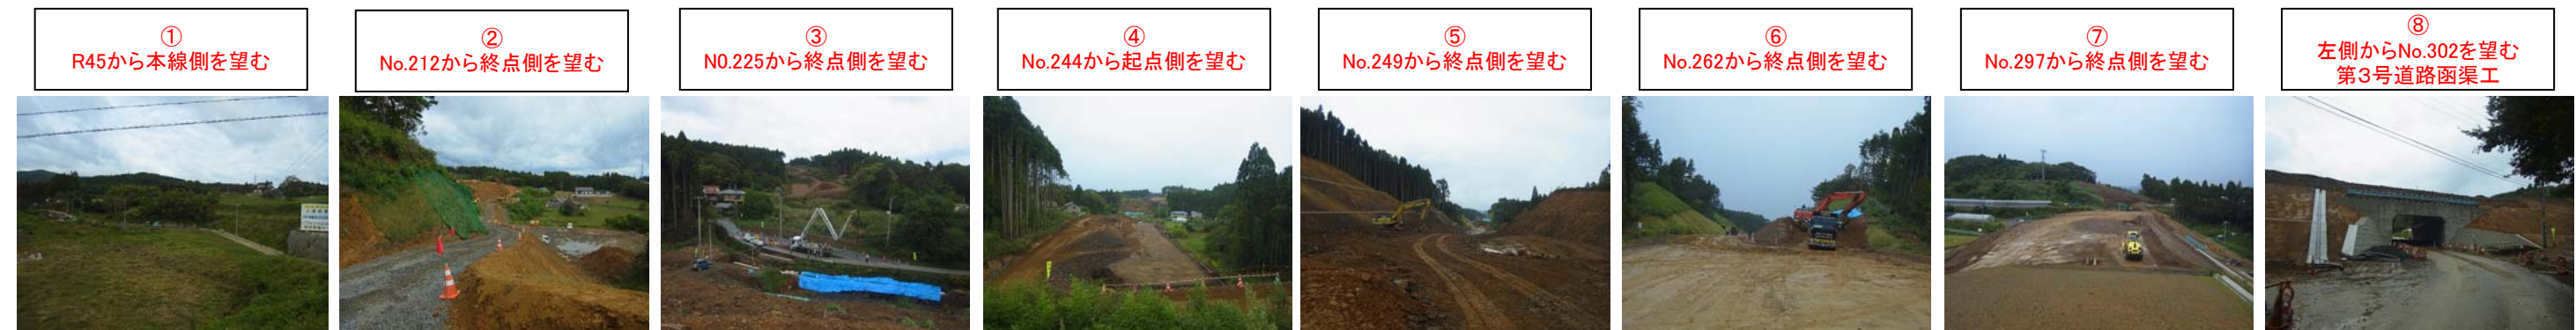 ①
R45から本線側を望む
②
No.212から終点側を望む
③
N0.225から終点側を望む
④
No.244から起点側を望む
⑤
No.249から終点側を望む
⑥
No.262から終点側を望む
⑦
No.297から終点側を望む
⑧
左側からNo.302を望む
第３号道路函渠工